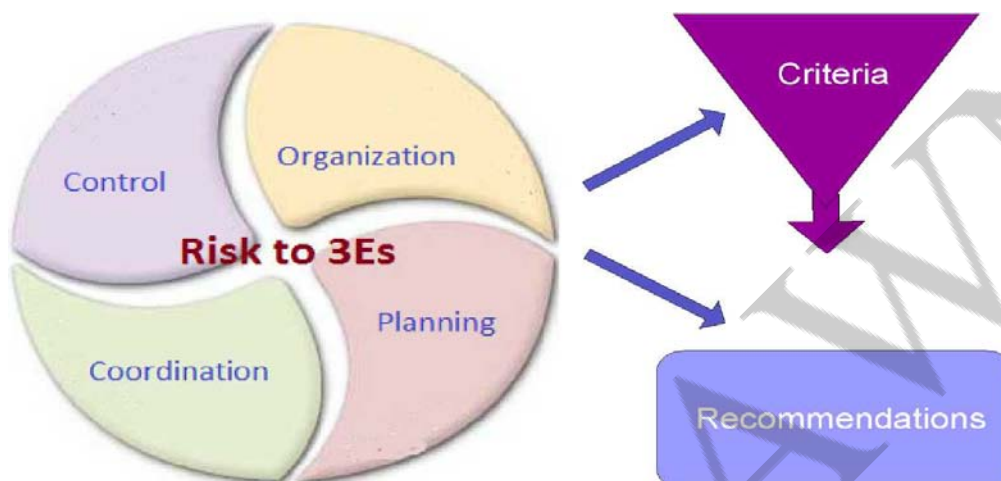 Control
Organization
Risk to 3Es
Coordination
Planning
Criteria
Recommendations